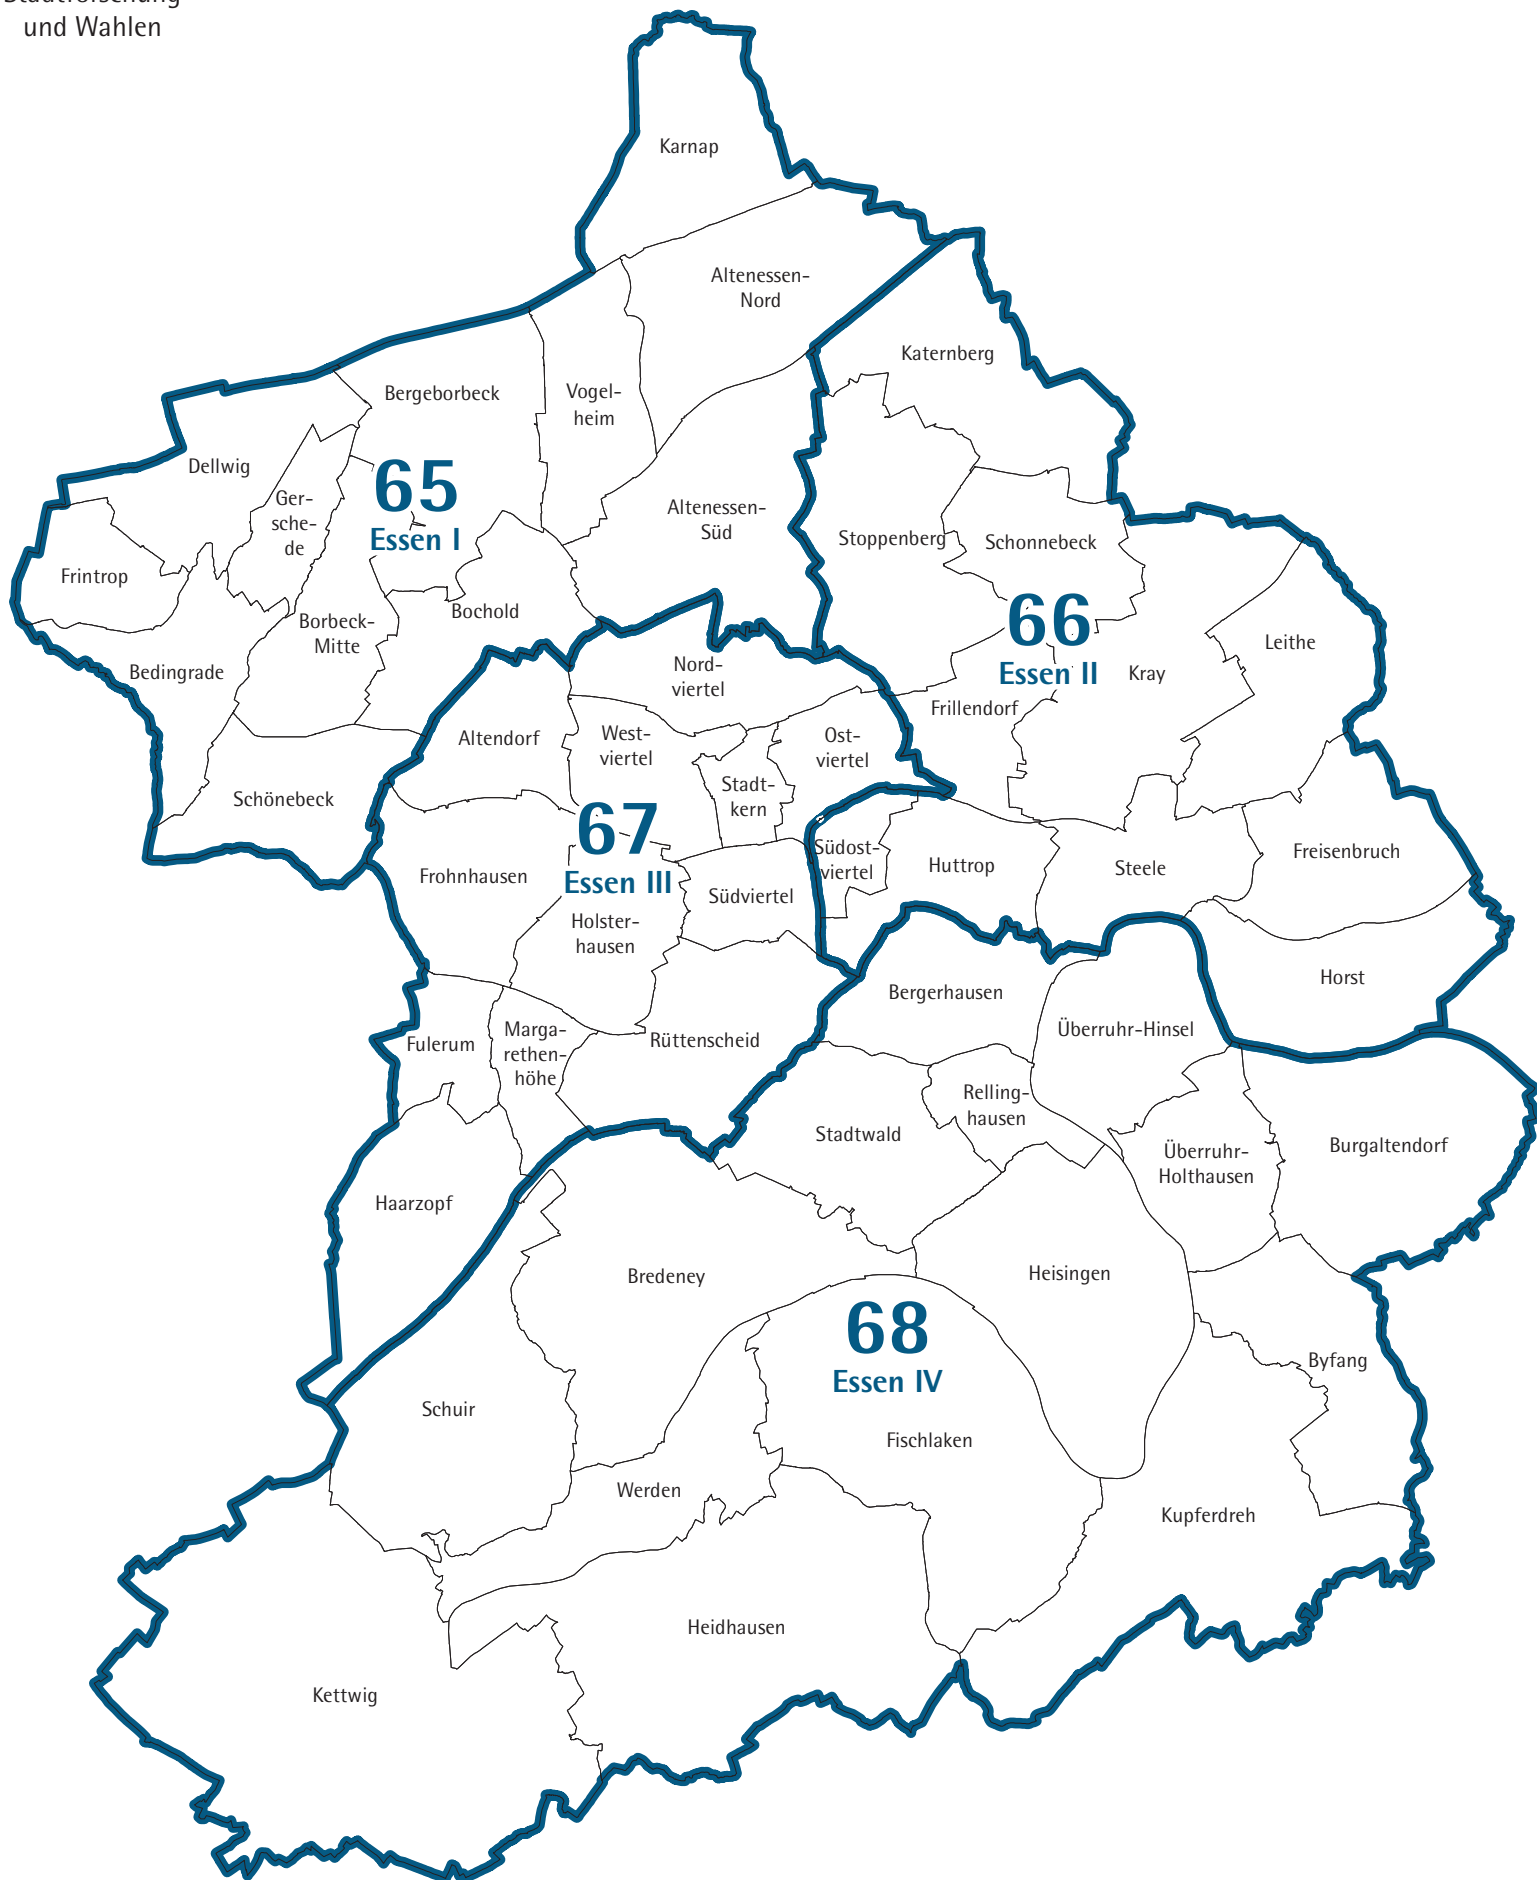 und Wahlen
Karnap
Altenessen-
Nord
Katernberg
Bergeborbeck
Vogel-
heim
Dellwig
65
Essen I
Ger-
sche-
de
Altenessen-
Süd
Stoppenberg
Schonnebeck
Frintrop
Bochold
Borbeck-
Mitte
66
Essen II
Leithe
Bedingrade
Nord-
viertel
Kray
Frillendorf
Altendorf
West-
viertel
Ost-
viertel
Schönebeck
Stadt-
kern
67
Essen III
Frohnhausen
Südost-
viertel
Huttrop
Steele
Freisenbruch
Südviertel
Holster-
hausen
Horst
Bergerhausen
Überruhr-Hinsel
Fulerum
Marga-
rethen-
höhe
Rüttenscheid
Relling-
hausen
Stadtwald
Überruhr-
Holthausen
Burgaltendorf
Haarzopf
Bredeney
Heisingen
68
Essen IV
Byfang
Schuir
Fischlaken
Werden
Kupferdreh
Heidhausen
Kettwig